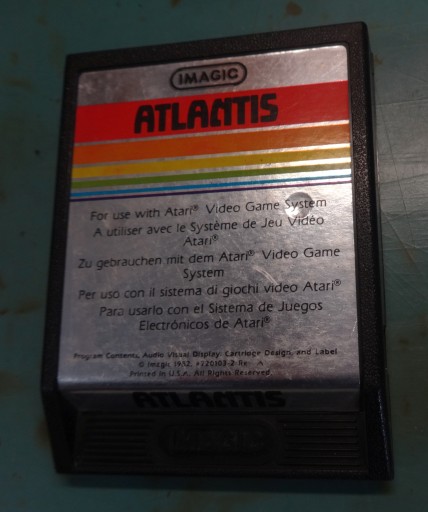 IMAGIC
ATLANTIS
For use with Atari® Video Game System
A utiliser avec le Système de Jeu Vidéo
Atari®
Zu gebrauchen mit dem Atari® Video Game
System
Per uso con il sistema di giochi video Atari®
Para usarlo con el Sistema de Juegos
Electrónicos de Atari®
Program Contents, Audio Visual Display, Cartridge Design, and Label
© Imagic 1982, Rev A
Printed in U.S.A. All Rights Reserved.
ATLANTIS